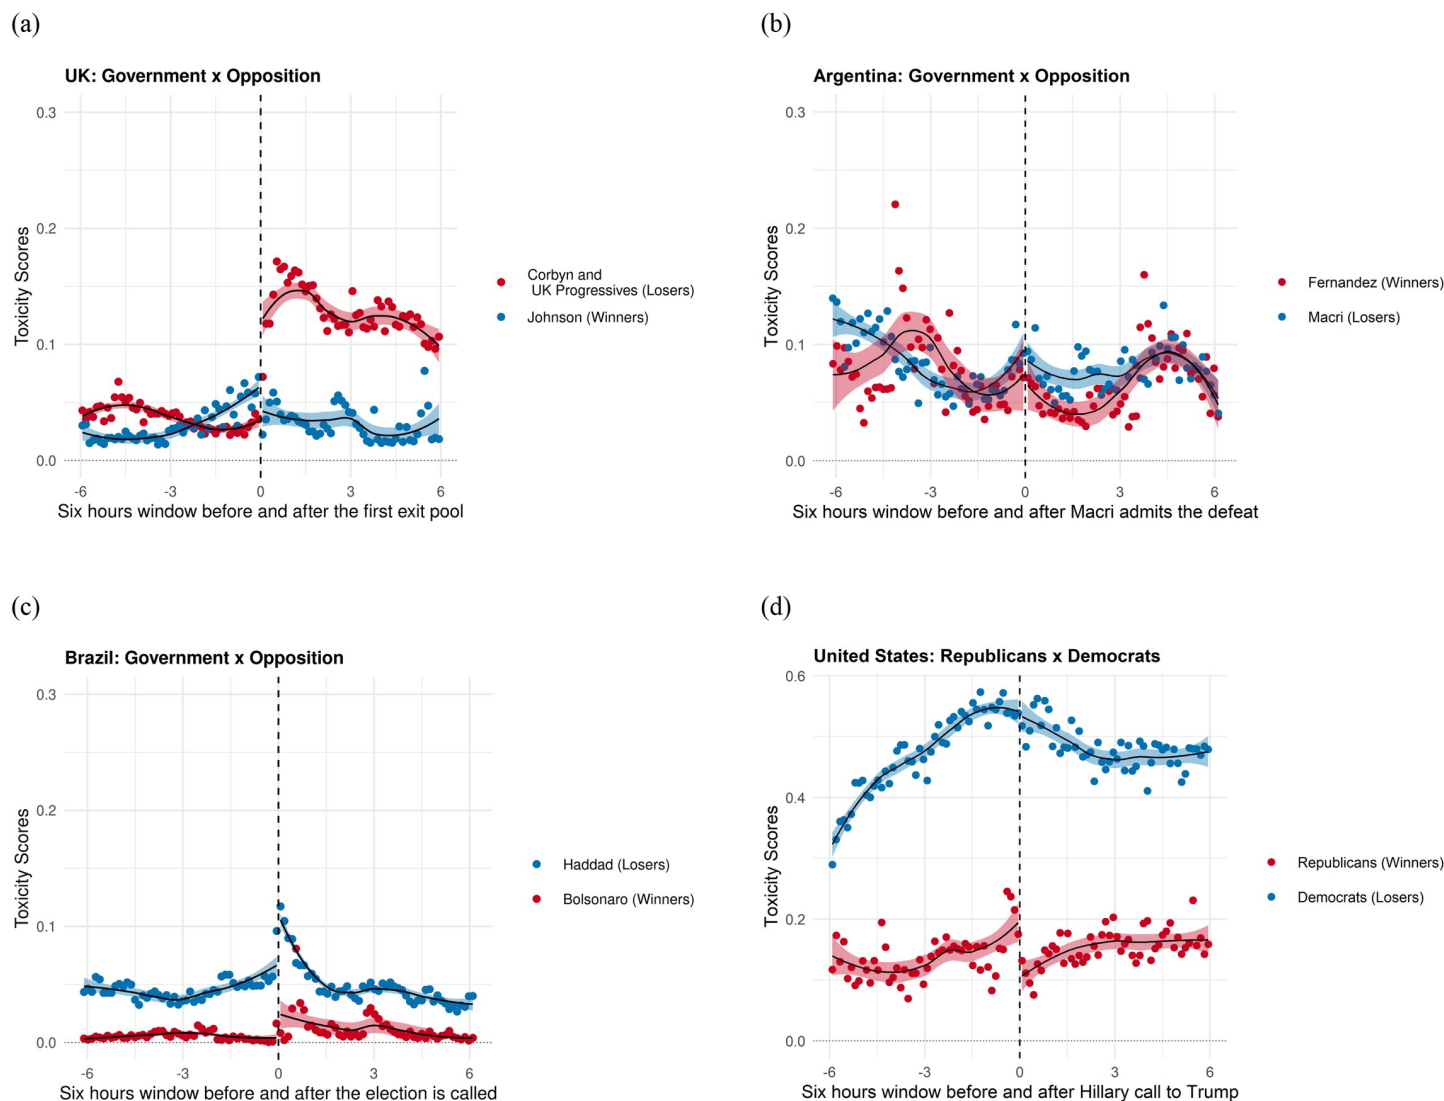 (a)
UK: Government x Opposition
0.3
0.2
0.1
0.0
Toxicity Scores
-6 -3 0 3 6
Six hours window before and after the first exit pool
Corbyn and
UK Progressives (Losers)
Johnson (Winners)
(b)
Argentina: Government x Opposition
0.3
0.2
0.1
0.0
Toxicity Scores
-6 -3 0 3 6
Six hours window before and after Macri admits the defeat
Fernandez (Winners)
Macri (Losers)
(c)
Brazil: Government x Opposition
0.3
0.2
0.1
0.0
Toxicity Scores
-6 -3 0 3 6
Six hours window before and after the election is called
Haddad (Losers)
Bolsonaro (Winners)
(d)
United States: Republicans x Democrats
0.6
0.4
0.2
0.0
Toxicity Scores
-6 -3 0 3 6
Six hours window before and after Hillary call to Trump
Republicans (Winners)
Democrats (Losers)